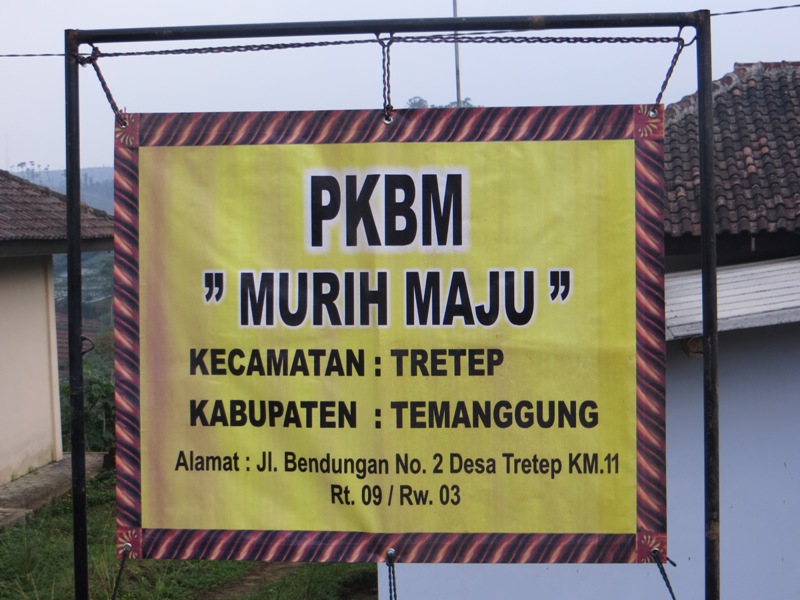 PKBM
" MURIH MAJU "
KECAMATAN : TRETEP
KABUPATEN : TEMANGGUNG
Alamat : Jl. Bendungan No. 2 Desa Tretep KM.11
Rt. 09 / Rw. 03